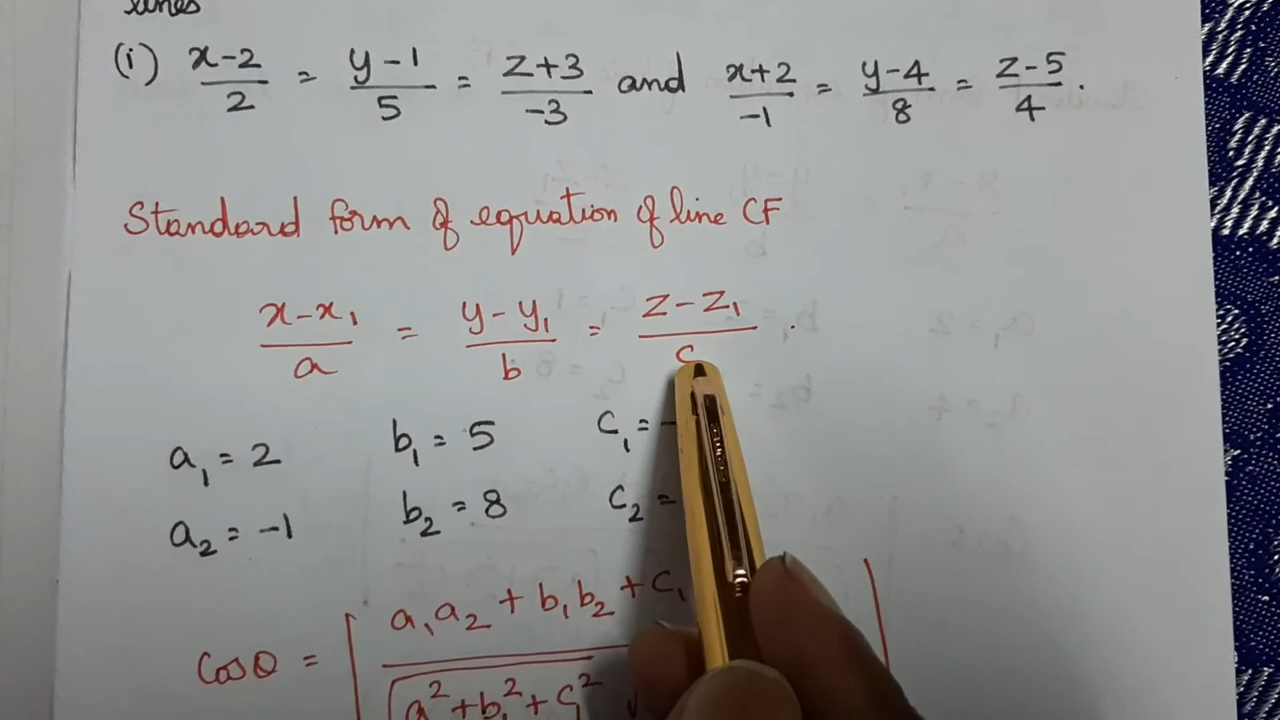 lines
(i) x-2/2 = y-1/5 = z+3/-3 and x+2/-1 = y-4/8 = z-5/4.
Standard form of equation of line CF
x-x₁/a = y-y₁/b = z-z₁/c.
a₁ = 2 b₁ = 5 c₁ = -
a₂ = -1 b₂ = 8 c₂ =
Cosθ = | a₁a₂ + b₁b₂ + c₁
√a₁²+b₁²+c₁²